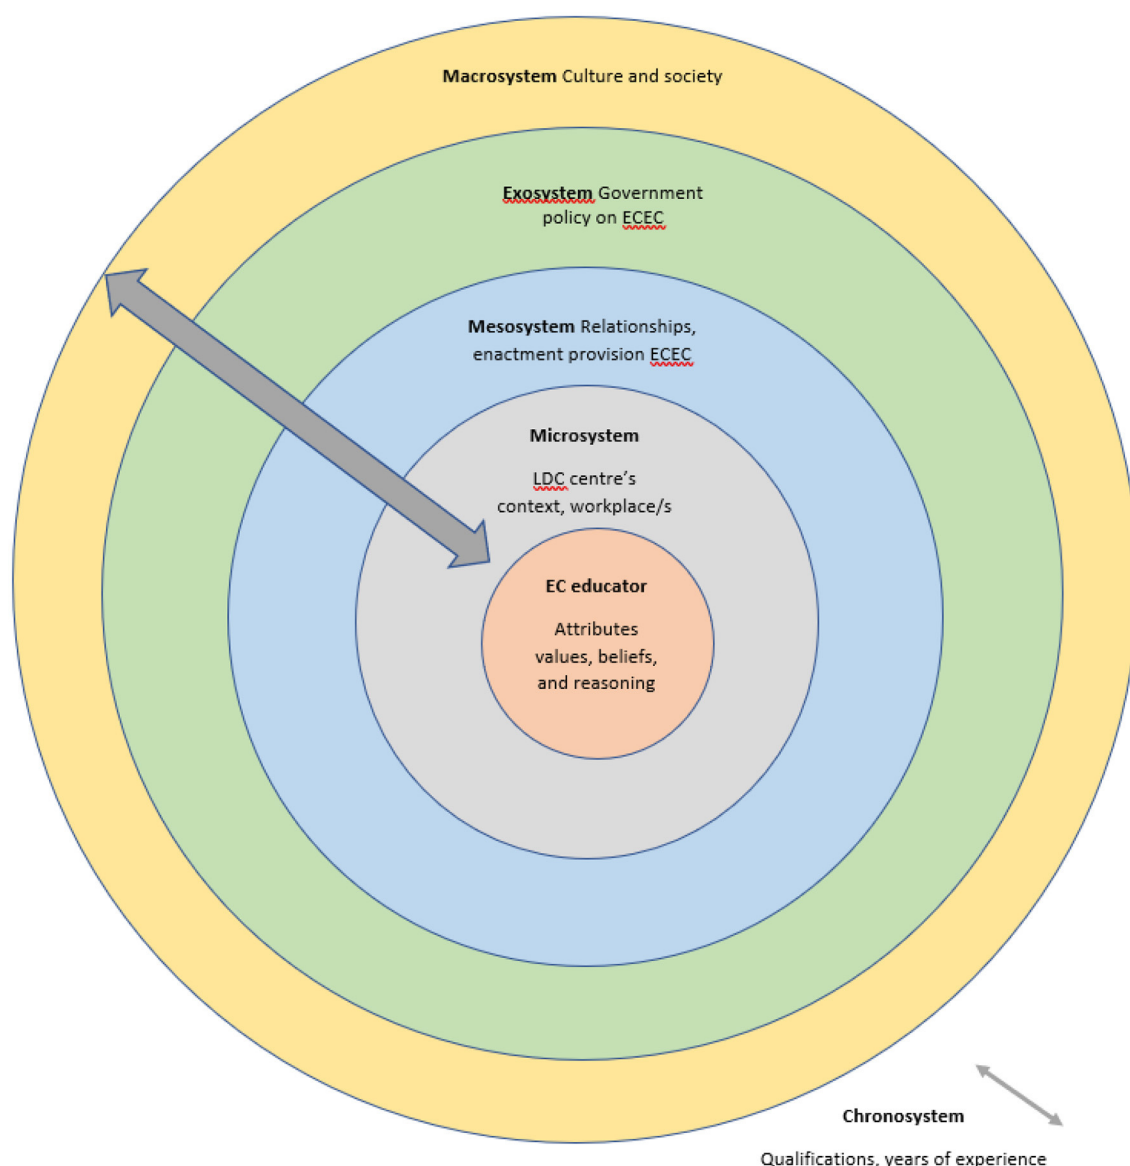 Macrosystem Culture and society
Exosystem Government
policy on ECEC
Mesosystem Relationships,
enactment provision ECEC
Microsystem
LDC centre's
context, workplace/s
EC educator
Attributes
values, beliefs,
and reasoning
Chronosystem
Qualifications, years of experience